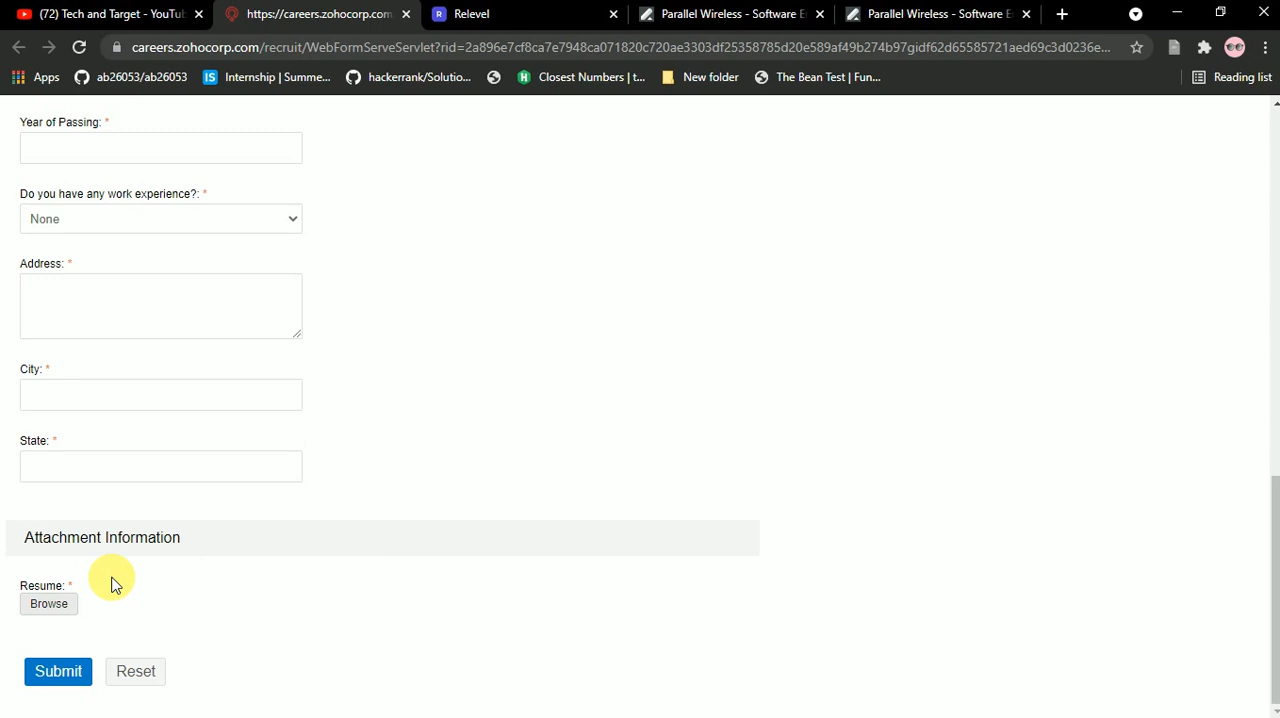 (72) Tech and Target - YouTub
https://careers.zohocorp.com
R Relevel
Parallel Wireless - Software E
Parallel Wireless - Software E
careers.zohocorp.com/recruit/WebFormServeServlet?rid=2a896e7cf8ca7e7948ca071820c720ae3303df25358785d20e589af49b274b97gidf62d65585721aed69c3d0236e...
Apps
ab26053/ab26053
IS Internship | Summe...
hackerrank/Solutio...
H Closest Numbers | t...
New folder
The Bean Test | Fun...
Reading list
Year of Passing: *
Do you have any work experience?: *
None
Address: *
City: *
State: *
Attachment Information
Resume: *
Browse
Submit
Reset